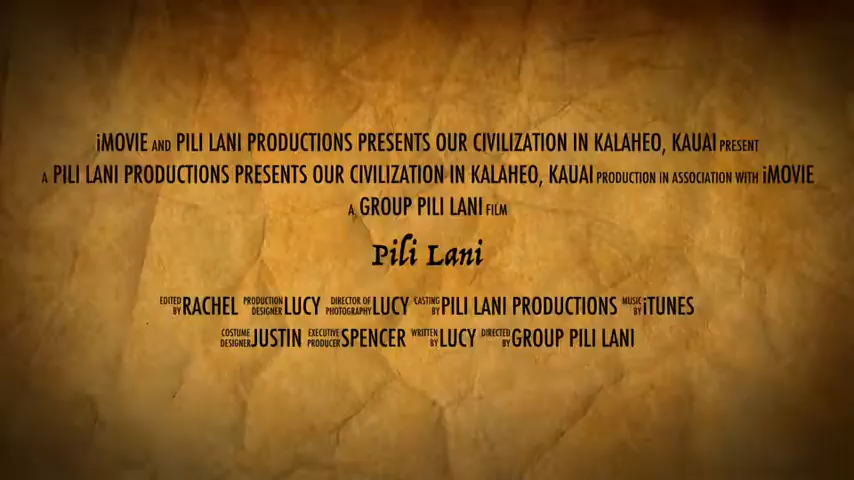 iMOVIE AND PILI LANI PRODUCTIONS PRESENTS OUR CIVILIZATION IN KALAHEO, KAUAI PRESENT
A PILI LANI PRODUCTIONS PRESENTS OUR CIVILIZATION IN KALAHEO, KAUAI PRODUCTION IN ASSOCIATION WITH iMOVIE
A GROUP PILI LANI FILM
Pili Lani
EDITED BY RACHEL PRODUCTION DESIGNER LUCY DIRECTOR OF PHOTOGRAPHY LUCY CASTING BY PILI LANI PRODUCTIONS MUSIC BY iTUNES
COSTUME DESIGNER JUSTIN EXECUTIVE PRODUCER SPENCER WRITTEN BY LUCY DIRECTED BY GROUP PILI LANI